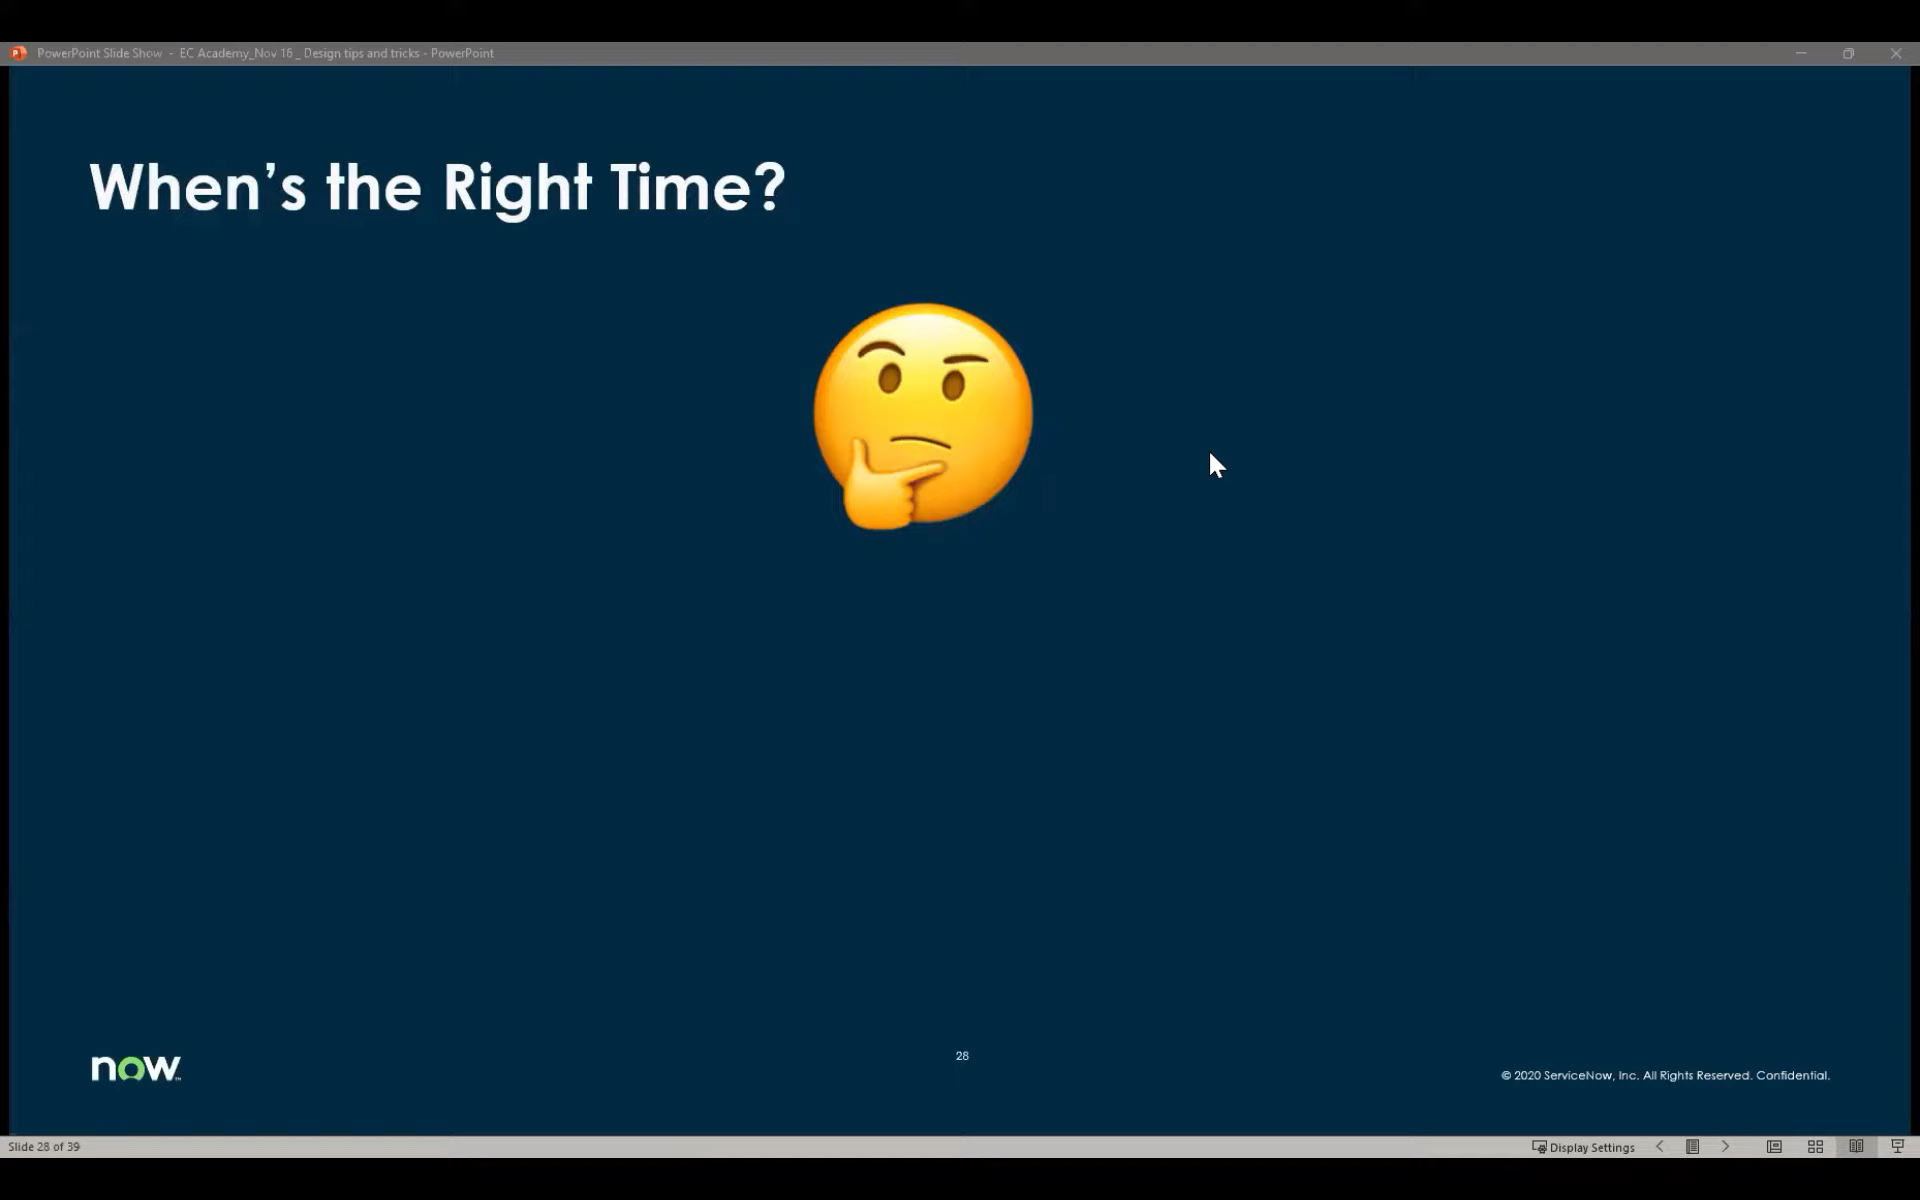 PowerPoint Slide Show - EC Academy_Nov 16 _ Design tips and tricks - PowerPoint
When’s the Right Time?
now
28
© 2020 ServiceNow, Inc. All Rights Reserved. Confidential.
Slide 28 of 39
Display Settings